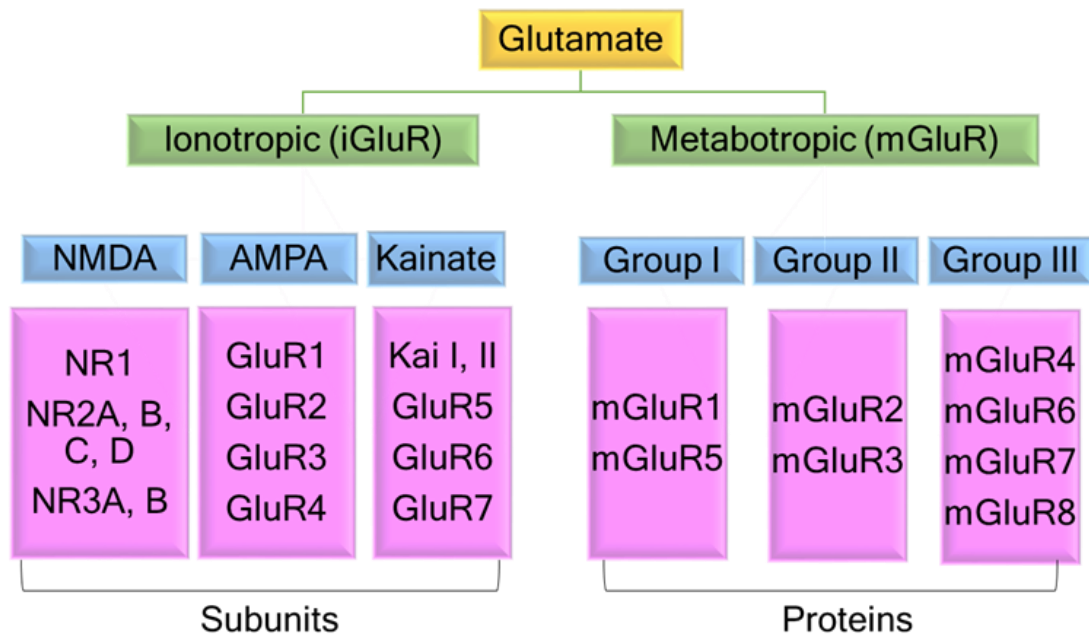 Glutamate
Ionotropic (iGluR)
Metabotropic (mGluR)
NMDA
AMPA
Kainate
Group I
Group II
Group III
NR1
NR2A, B,
C, D
NR3A, B
GluR1
GluR2
GluR3
GluR4
Kai I, II
GluR5
GluR6
GluR7
mGluR1
mGluR5
mGluR2
mGluR3
mGluR4
mGluR6
mGluR7
mGluR8
Subunits
Proteins